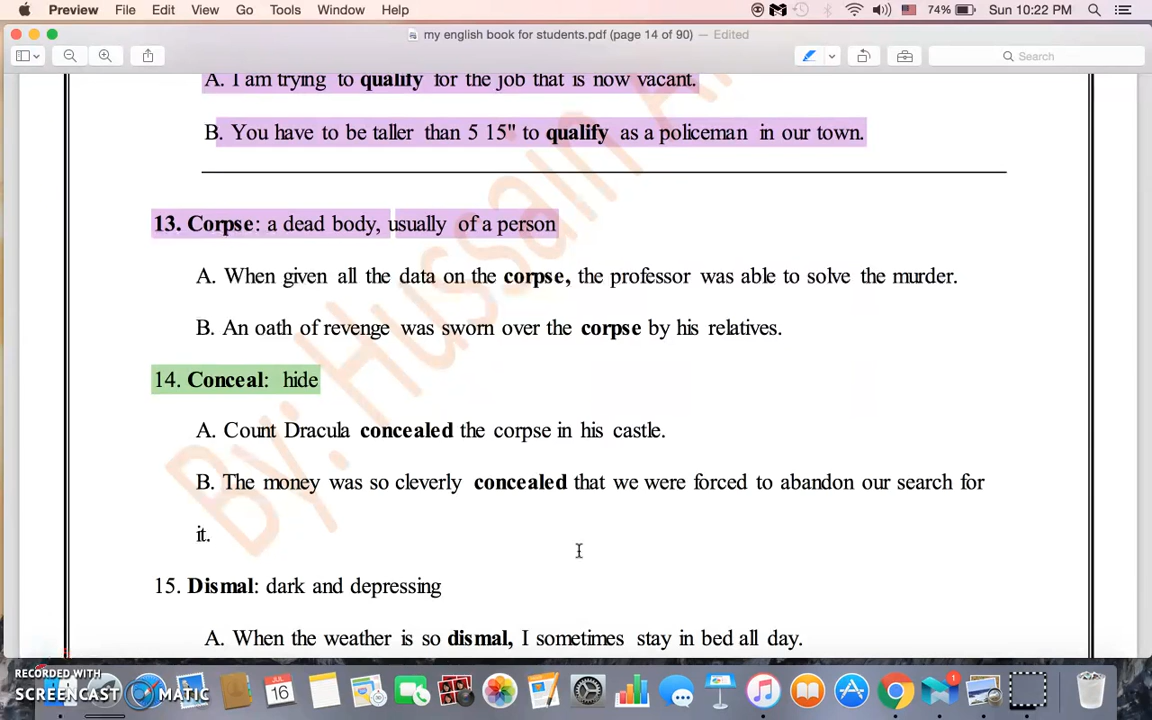 Preview File Edit View Go Tools Window Help 74% Sun 10:22 PM
my english book for students.pdf (page 14 of 90) — Edited
Search
A. I am trying to qualify for the job that is now vacant.
B. You have to be taller than 5 15" to qualify as a policeman in our town.
13. Corpse: a dead body, usually of a person
A. When given all the data on the corpse, the professor was able to solve the murder.
B. An oath of revenge was sworn over the corpse by his relatives.
14. Conceal: hide
A. Count Dracula concealed the corpse in his castle.
B. The money was so cleverly concealed that we were forced to abandon our search for
it.
15. Dismal: dark and depressing
A. When the weather is so dismal, I sometimes stay in bed all day.
By: Hussain
RECORDED WITH
SCREENCAST MATIC
16
1